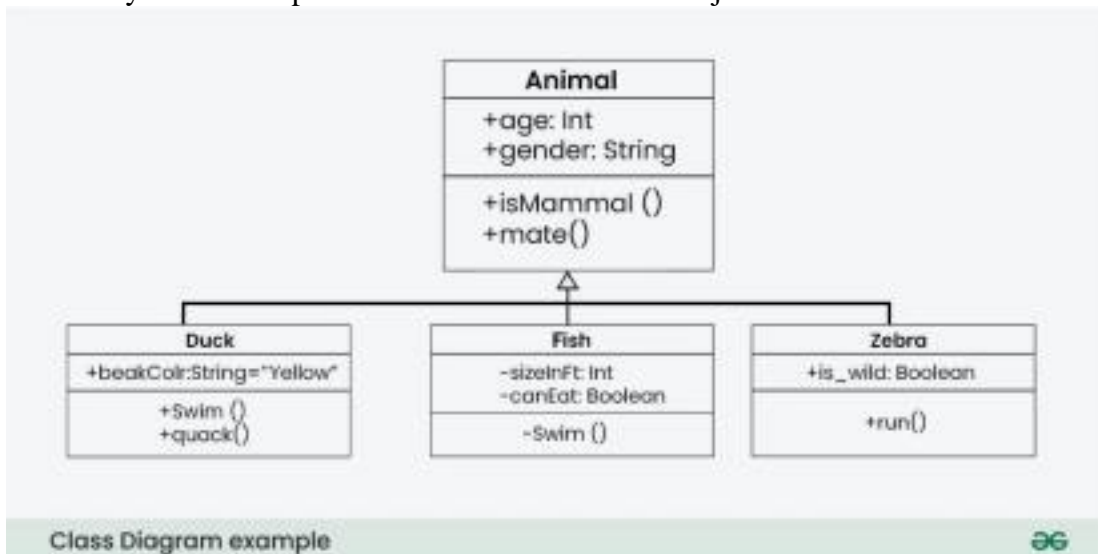 Animal
+age: Int
+gender: String
+isMammal ()
+mate()
Duck
+beakColr:String="Yellow"
+Swim ()
+quack()
Fish
-sizeInFt: Int
-canEat: Boolean
-Swim ()
Zebra
+is_wild: Boolean
+run()
Class Diagram example